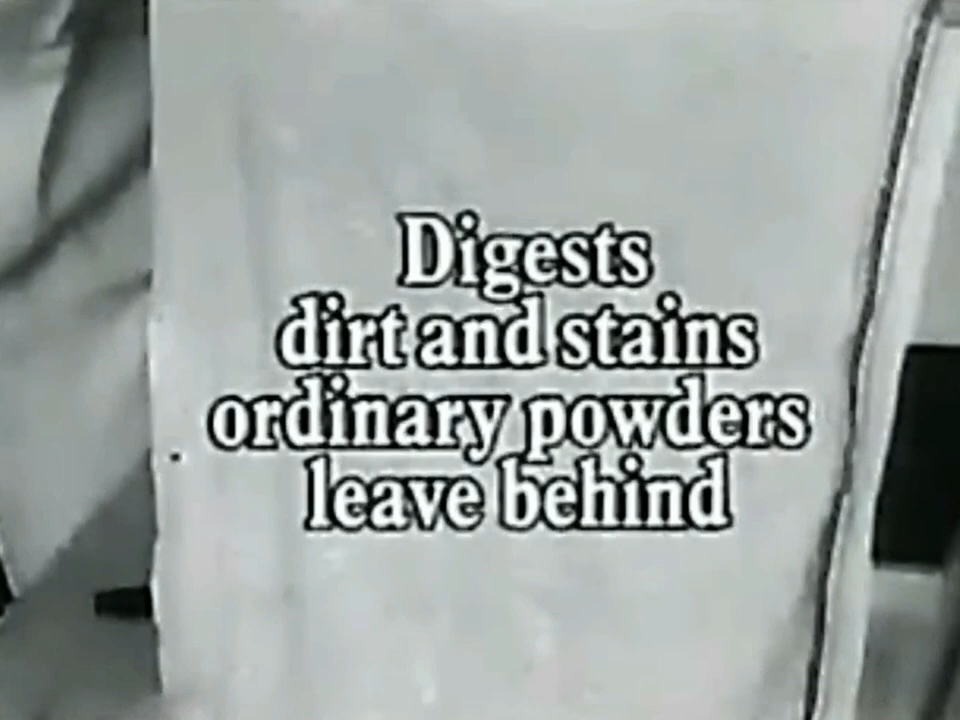 Digests
dirt and stains
ordinary powders
leave behind